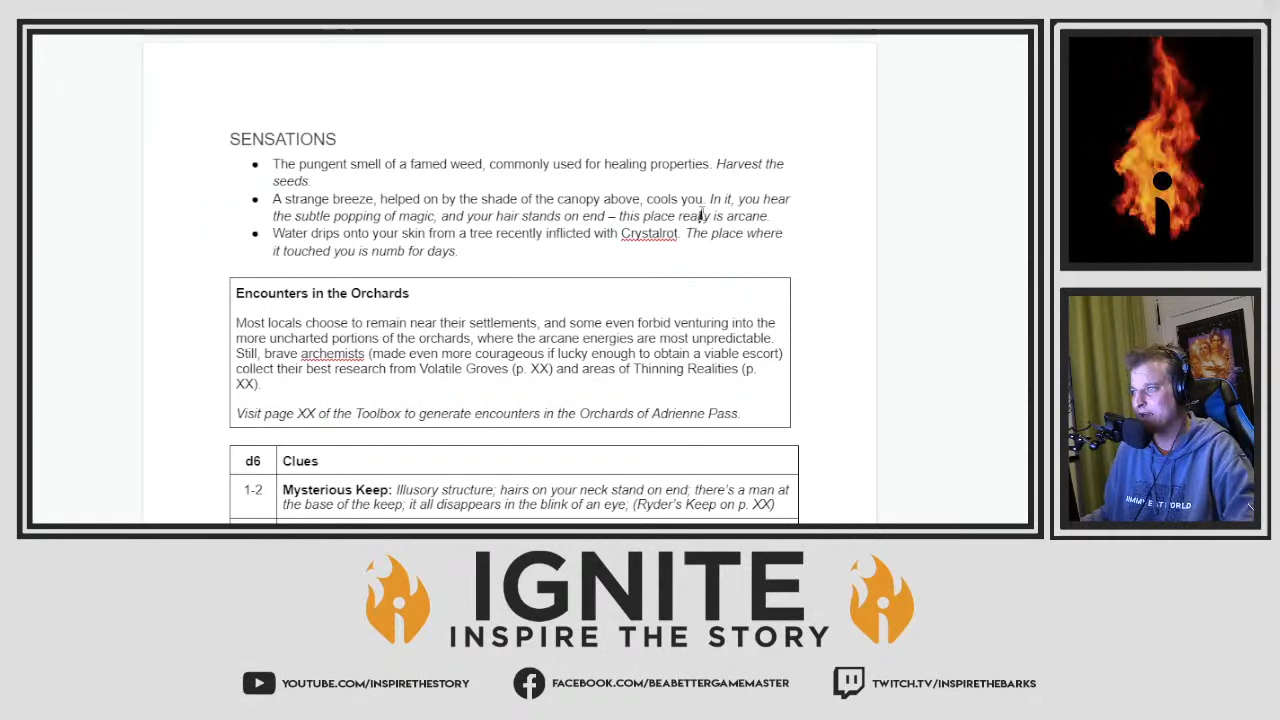 SENSATIONS
● The pungent smell of a famed weed, commonly used for healing properties. Harvest the
seeds.
● A strange breeze, helped on by the shade of the canopy above, cools you. In it, you hear
the subtle popping of magic, and your hair stands on end – this place really is arcane.
● Water drips onto your skin from a tree recently inflicted with Crystalrot. The place where
it touched you is numb for days.
Encounters in the Orchards
Most locals choose to remain near their settlements, and some even forbid venturing into the
more uncharted portions of the orchards, where the arcane energies are most unpredictable.
Still, brave archemists (made even more courageous if lucky enough to obtain a viable escort)
collect their best research from Volatile Groves (p. XX) and areas of Thinning Realities (p.
XX).
Visit page XX of the Toolbox to generate encounters in the Orchards of Adrienne Pass.
d6 Clues
1-2 Mysterious Keep: Illusory structure; hairs on your neck stand on end; there's a man at
the base of the keep; it all disappears in the blink of an eye; (Ryder's Keep on p. XX)
JIMMY EAT WORLD
IGNITE
INSPIRE THE STORY
YOUTUBE.COM/INSPIRETHESTORY FACEBOOK.COM/BEABETTERGAMEMASTER TWITCH.TV/INSPIRETHEBARKS